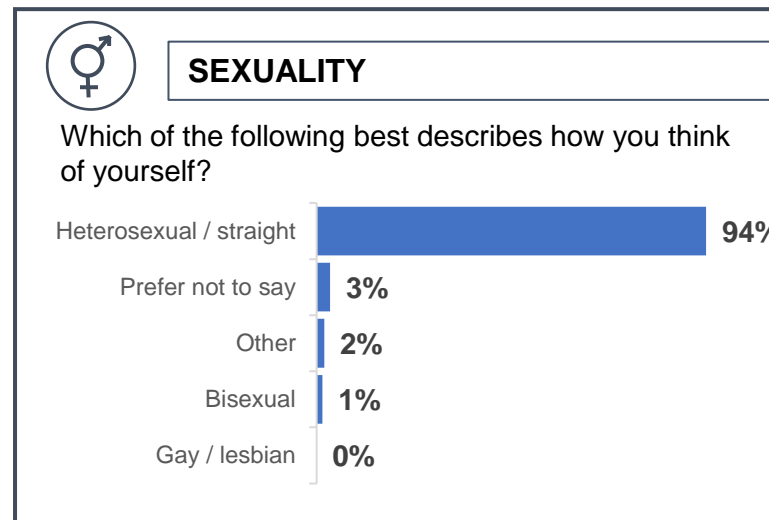 SEXUALITY
Which of the following best describes how you think
of yourself?
Heterosexual / straight 94%
Prefer not to say 3%
Other 2%
Bisexual 1%
Gay / lesbian 0%